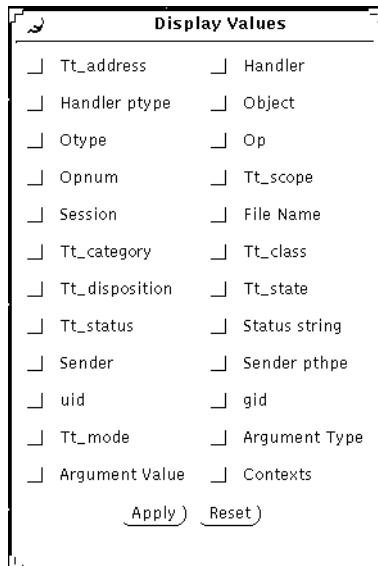 Display Values
Tt_address Handler
Handler ptype Object
Otype Op
Opnum Tt_scope
Session File Name
Tt_category Tt_class
Tt_disposition Tt_state
Tt_status Status string
Sender Sender pthpe
uid gid
Tt_mode Argument Type
Argument Value Contexts
Apply Reset